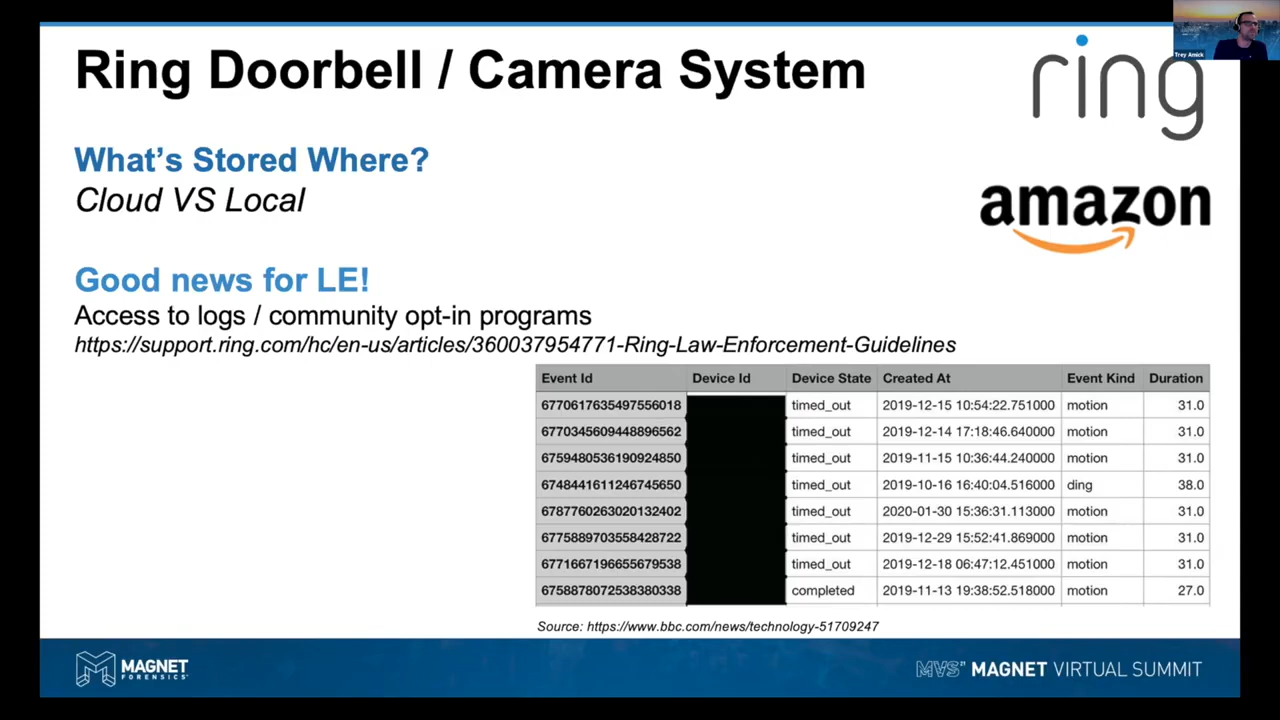 Ring Doorbell / Camera System
Trey Amick
ring
What's Stored Where?
Cloud VS Local
amazon
Good news for LE!
Access to logs / community opt-in programs
https://support.ring.com/hc/en-us/articles/360037954771-Ring-Law-Enforcement-Guidelines
Event Id Device Id Device State Created At Event Kind Duration
6770617635497556018 timed_out 2019-12-15 10:54:22.751000 motion 31.0
6770345609448896562 timed_out 2019-12-14 17:18:46.640000 motion 31.0
6759480536190924850 timed_out 2019-11-15 10:36:44.240000 motion 31.0
6748441611246745650 timed_out 2019-10-16 16:40:04.516000 ding 38.0
6787760263020132402 timed_out 2020-01-30 15:36:31.113000 motion 31.0
6775889703558428722 timed_out 2019-12-29 15:52:41.869000 motion 31.0
6771667196655679538 timed_out 2019-12-18 06:47:12.451000 motion 31.0
6758878072538380338 completed 2019-11-13 19:38:52.518000 motion 27.0
Source: https://www.bbc.com/news/technology-51709247
MAGNET
FORENSICS
MVS21 MAGNET VIRTUAL SUMMIT